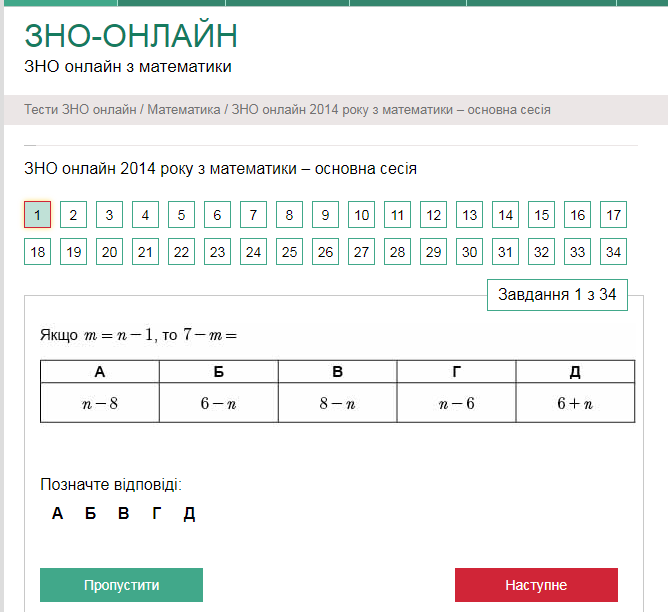 ЗНО-ОНЛАЙН
ЗНО онлайн з математики
Тести ЗНО онлайн / Математика / ЗНО онлайн 2014 року з математики – основна сесія
ЗНО онлайн 2014 року з математики – основна сесія
1 2 3 4 5 6 7 8 9 10 11 12 13 14 15 16 17
18 19 20 21 22 23 24 25 26 27 28 29 30 31 32 33 34
Завдання 1 з 34
Якщо m = n − 1, то 7 − m =
А Б В Г Д
n − 8 6 − n 8 − n n − 6 6 + n
Позначте відповіді:
А Б В Г Д
Пропустити Наступне